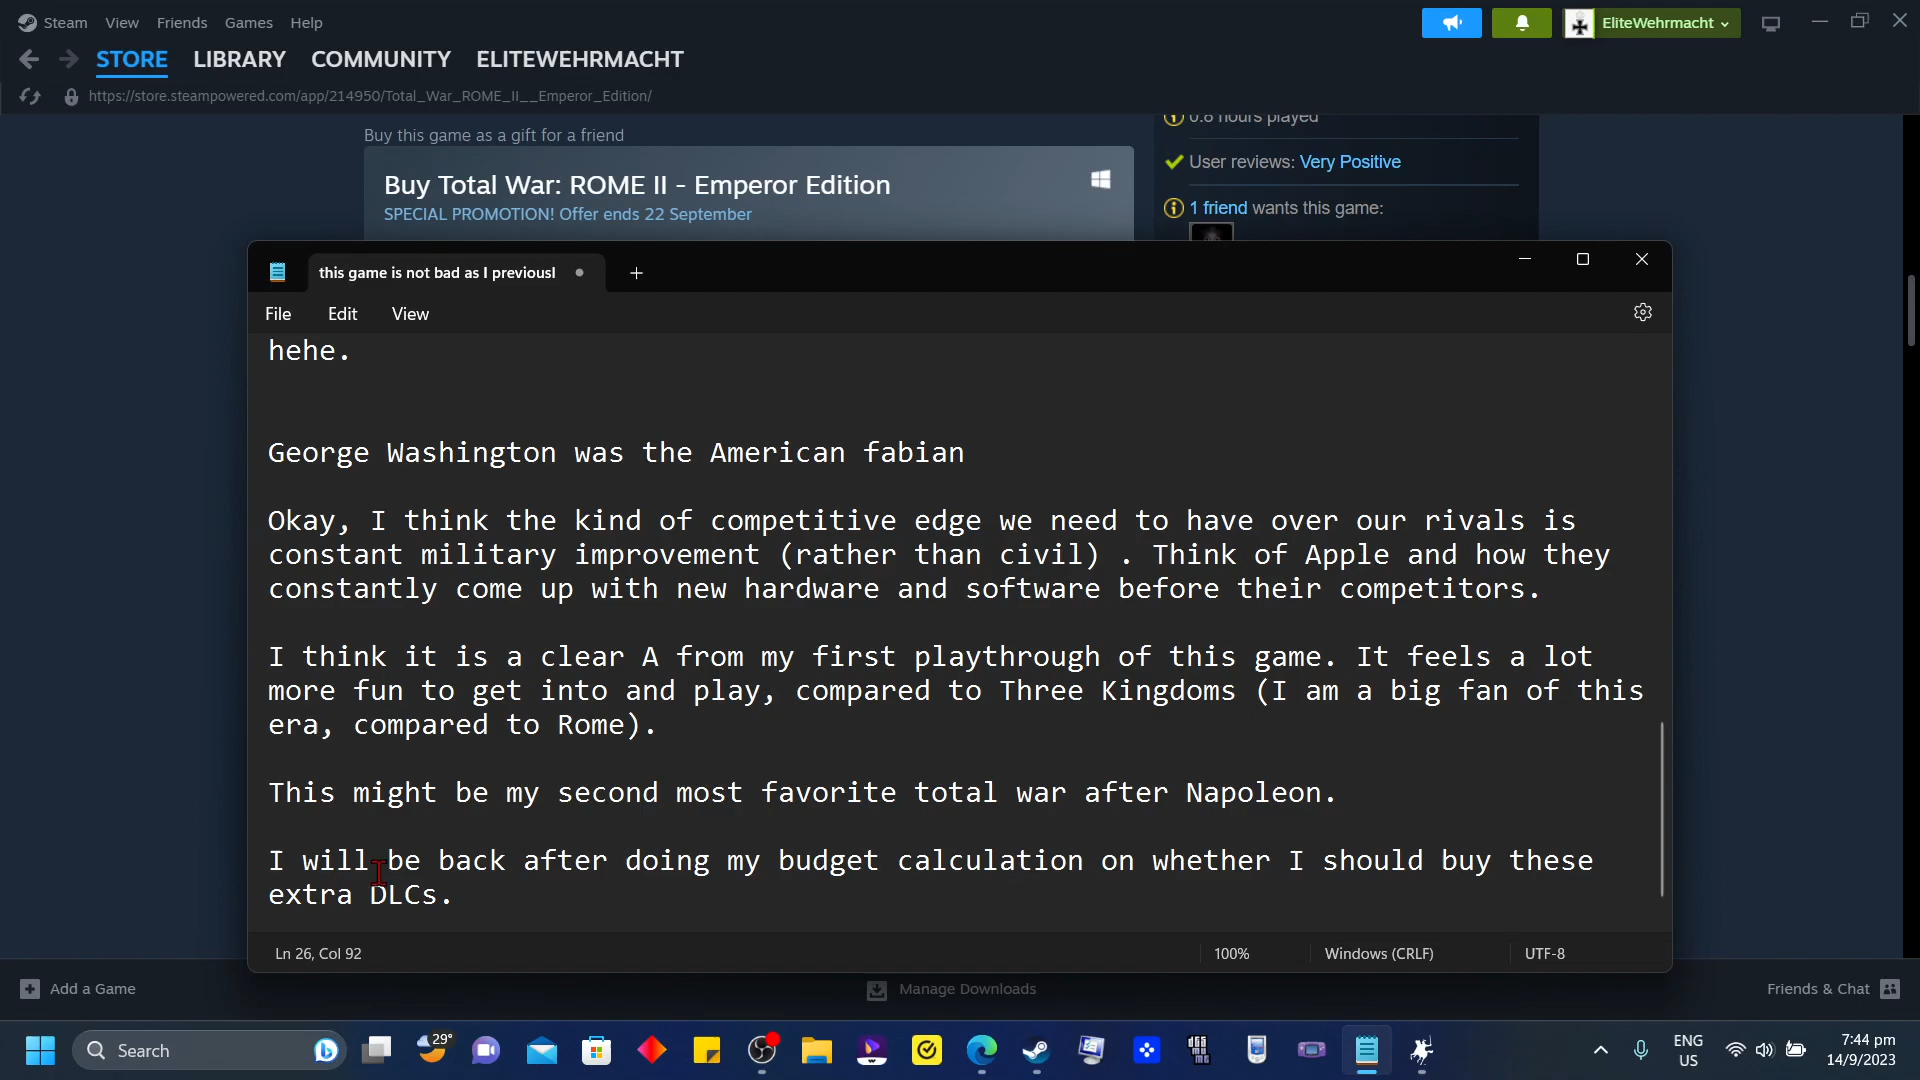 Steam View Friends Games Help
EliteWehrmacht
STORE LIBRARY COMMUNITY ELITEWEHRMACHT
https://store.steampowered.com/app/214950/Total_War_ROME_II__Emperor_Edition/
Buy this game as a gift for a friend
0.8 hours played
Buy Total War: ROME II - Emperor Edition
SPECIAL PROMOTION! Offer ends 22 September
User reviews: Very Positive
1 friend wants this game:
this game is not bad as I previousl
File Edit View
hehe.
George Washington was the American fabian
Okay, I think the kind of competitive edge we need to have over our rivals is
constant military improvement (rather than civil) . Think of Apple and how they
constantly come up with new hardware and software before their competitors.
I think it is a clear A from my first playthrough of this game. It feels a lot
more fun to get into and play, compared to Three Kingdoms (I am a big fan of this
era, compared to Rome).
This might be my second most favorite total war after Napoleon.
I will be back after doing my budget calculation on whether I should buy these
extra DLCs.
Ln 26, Col 92 100% Windows (CRLF) UTF-8
Add a Game Manage Downloads Friends & Chat
Search
29°
ENG
US
7:44 pm
14/9/2023